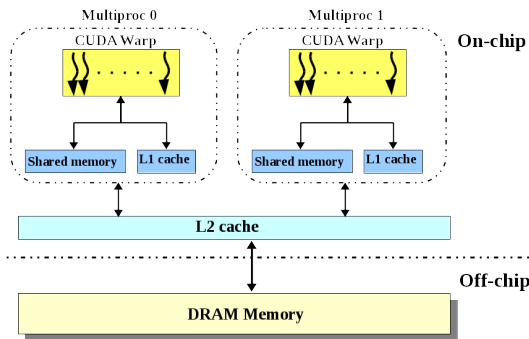 Multiproc 0
Multiproc 1
CUDA Warp
CUDA Warp
On-chip
Shared memory
L1 cache
Shared memory
L1 cache
L2 cache
Off-chip
DRAM Memory